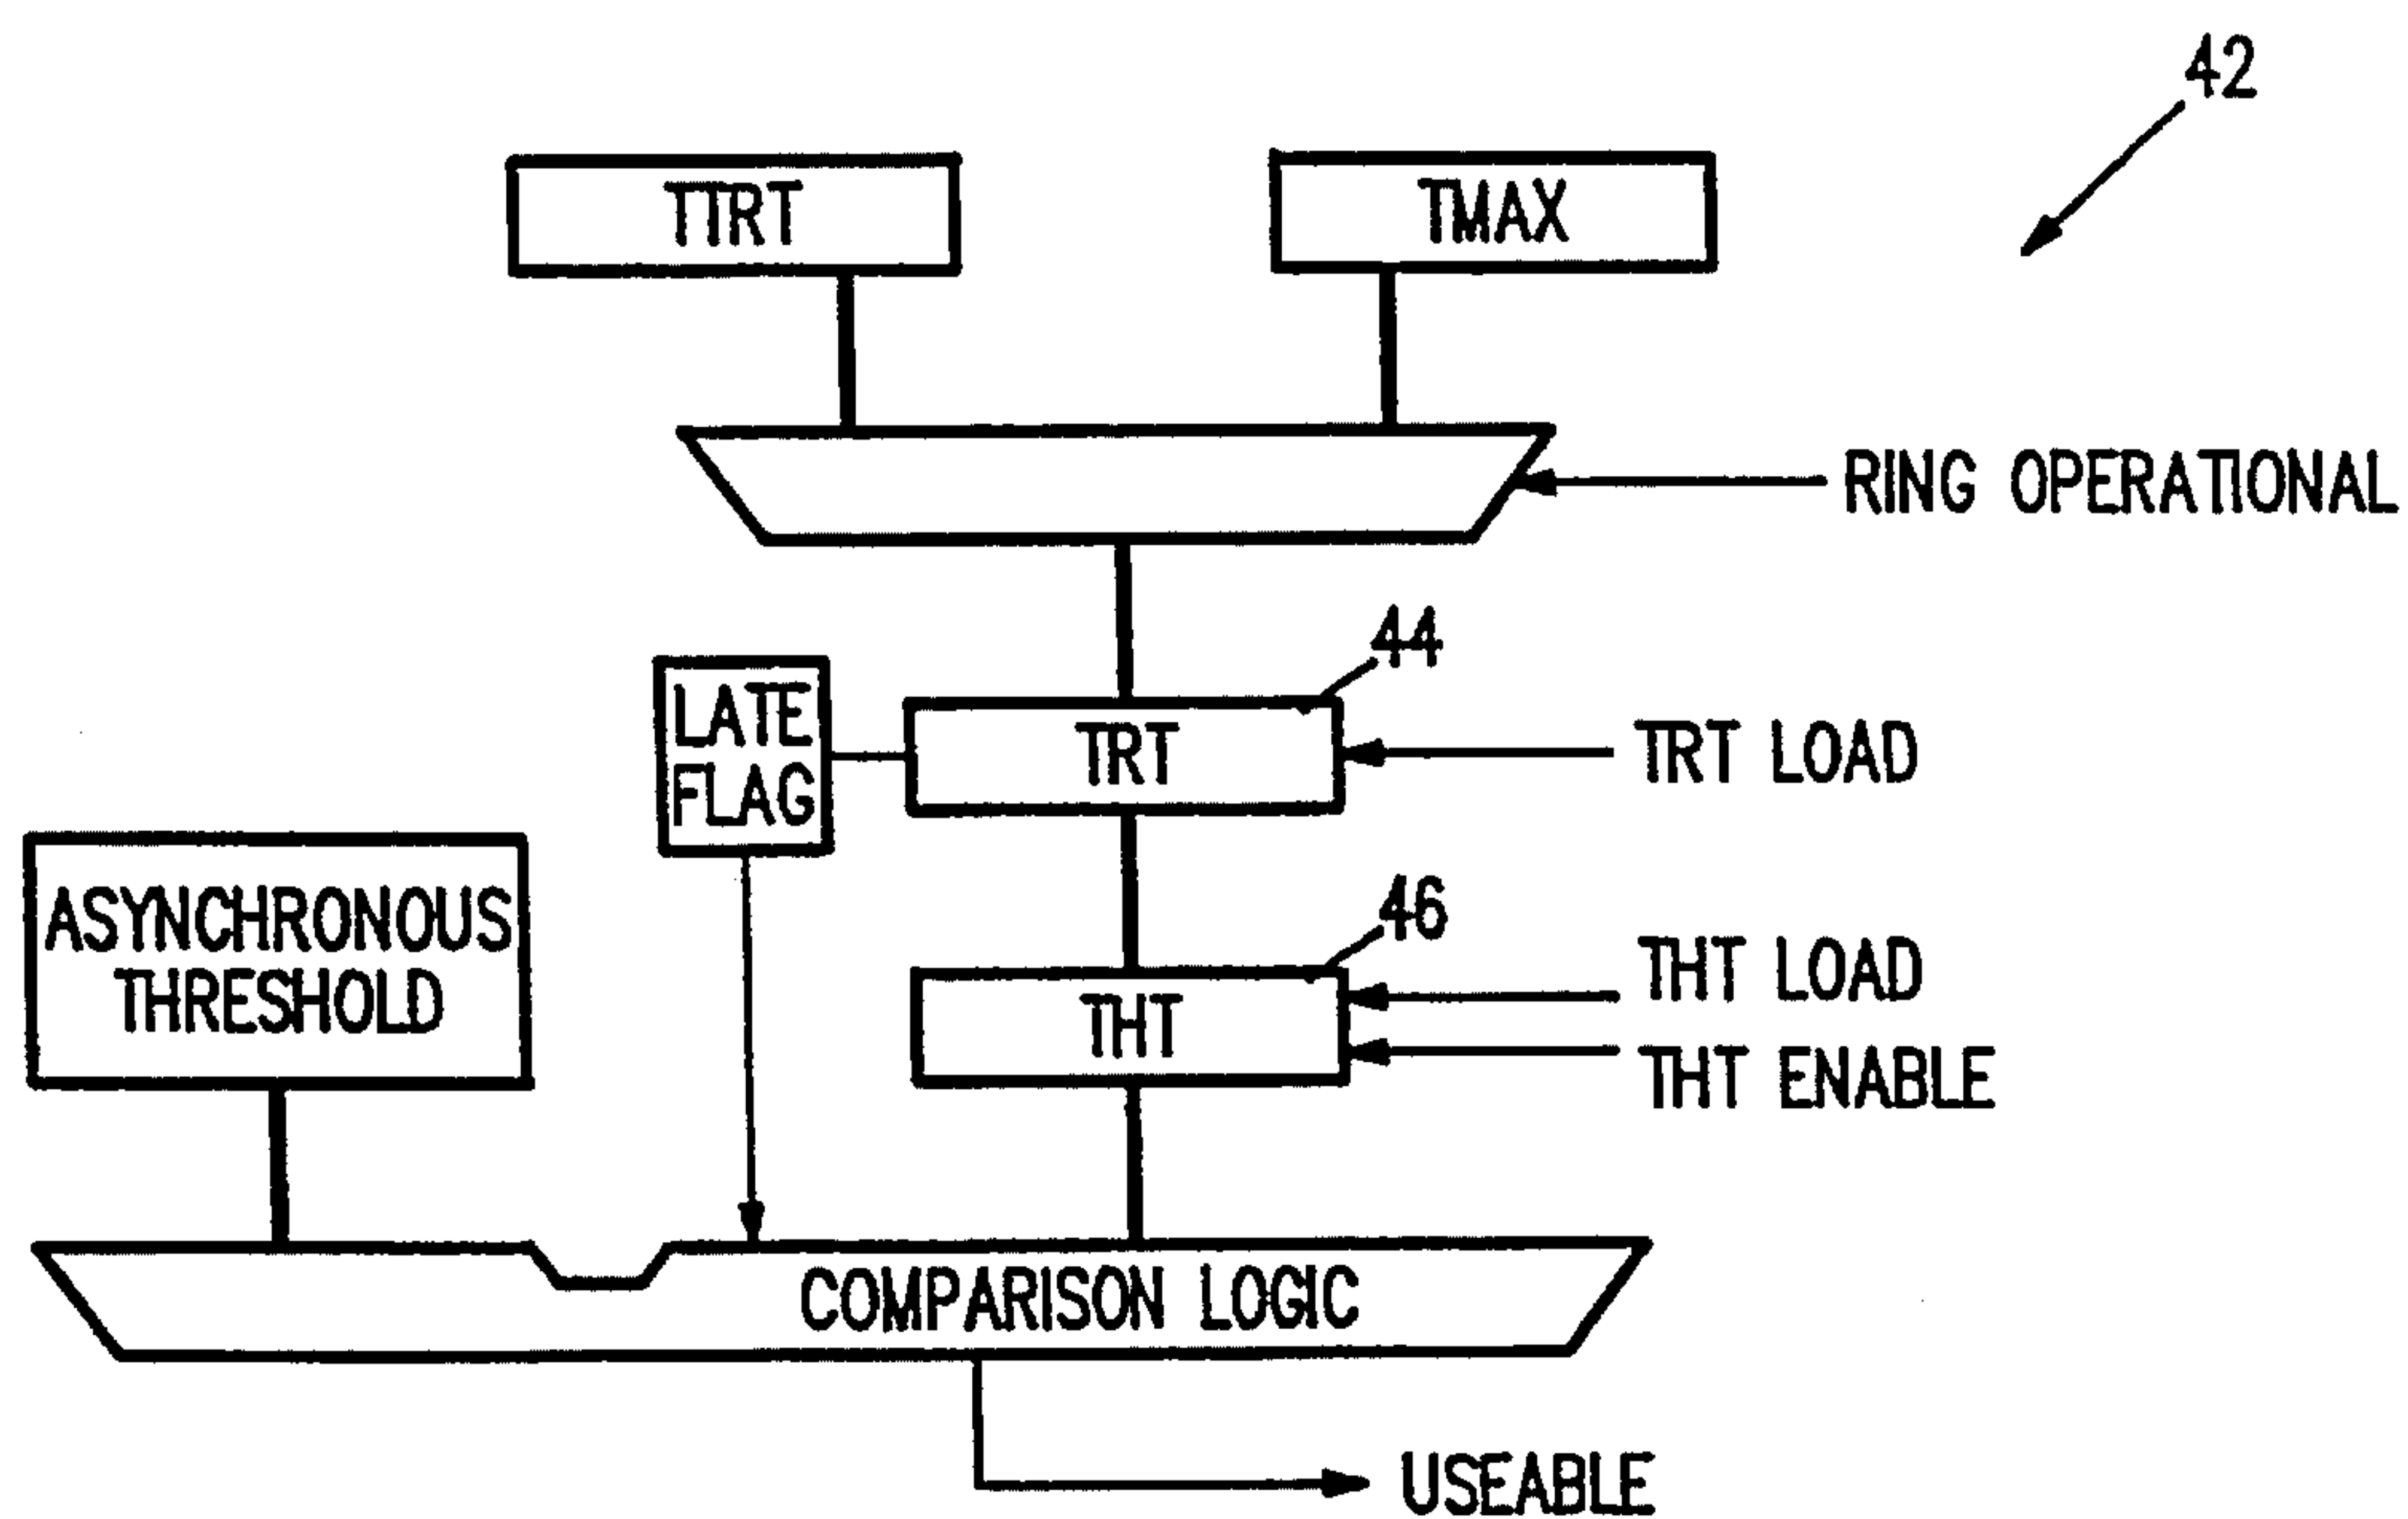 42
TTRT
TMAX
RING OPERATIONAL
44
LATE
FLAG
TRT
TRT LOAD
46
ASYNCHRONOUS
THRESHOLD
THT
THT LOAD
THT ENABLE
COMPARISON LOGIC
USEABLE